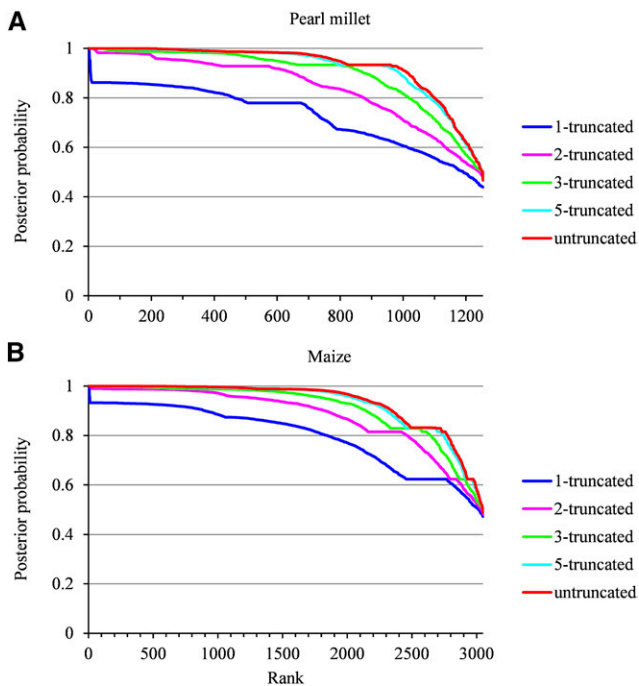 A
Pearl millet
Posterior probability
1
0.8
0.6
0.4
0.2
0
0 200 400 600 800 1000 1200
1-truncated
2-truncated
3-truncated
5-truncated
untruncated
B
Maize
Posterior probability
1
0.8
0.6
0.4
0.2
0
0 500 1000 1500 2000 2500 3000
Rank
1-truncated
2-truncated
3-truncated
5-truncated
untruncated